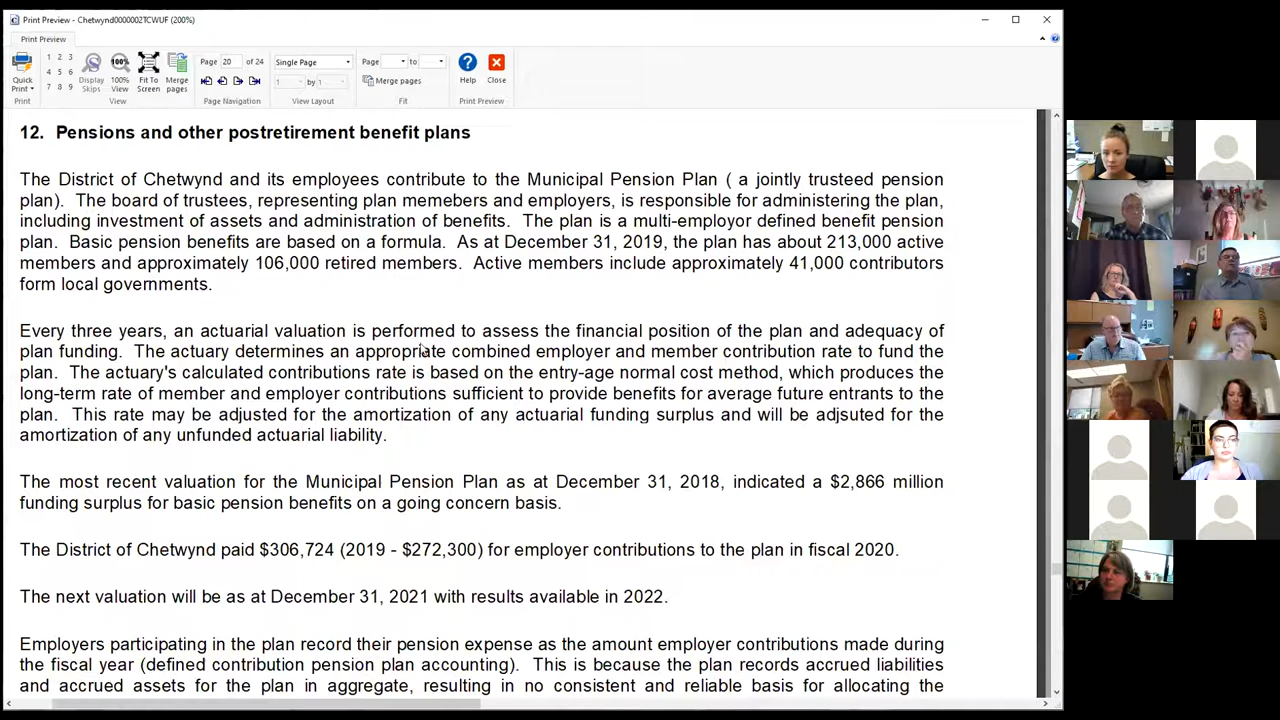 Print Preview - Chetwynd0000002TCWUF (200%)
Print Preview
Quick Print
1 2 3
4 5 6
7 8 9
Display Skips
100%
100% View
Fit To Screen
Merge pages
Page 20 of 24
Single Page
1 by 1
Page to
Merge pages
Help
Close
Print
View
Page Navigation
View Layout
Fit
Print Preview
12. Pensions and other postretirement benefit plans
The District of Chetwynd and its employees contribute to the Municipal Pension Plan ( a jointly trusteed pension
plan). The board of trustees, representing plan memebers and employers, is responsible for administering the plan,
including investment of assets and administration of benefits. The plan is a multi-employor defined benefit pension
plan. Basic pension benefits are based on a formula. As at December 31, 2019, the plan has about 213,000 active
members and approximately 106,000 retired members. Active members include approximately 41,000 contributors
form local governments.
Every three years, an actuarial valuation is performed to assess the financial position of the plan and adequacy of
plan funding. The actuary determines an appropriate combined employer and member contribution rate to fund the
plan. The actuary's calculated contributions rate is based on the entry-age normal cost method, which produces the
long-term rate of member and employer contributions sufficient to provide benefits for average future entrants to the
plan. This rate may be adjusted for the amortization of any actuarial funding surplus and will be adjsuted for the
amortization of any unfunded actuarial liability.
The most recent valuation for the Municipal Pension Plan as at December 31, 2018, indicated a $2,866 million
funding surplus for basic pension benefits on a going concern basis.
The District of Chetwynd paid $306,724 (2019 - $272,300) for employer contributions to the plan in fiscal 2020.
The next valuation will be as at December 31, 2021 with results available in 2022.
Employers participating in the plan record their pension expense as the amount employer contributions made during
the fiscal year (defined contribution pension plan accounting). This is because the plan records accrued liabilities
and accrued assets for the plan in aggregate, resulting in no consistent and reliable basis for allocating the